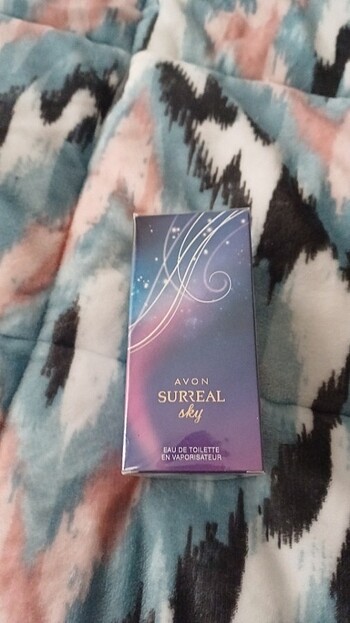 AVON
SURREAL
sky
EAU DE TOILETTE
EN VAPORISATEUR